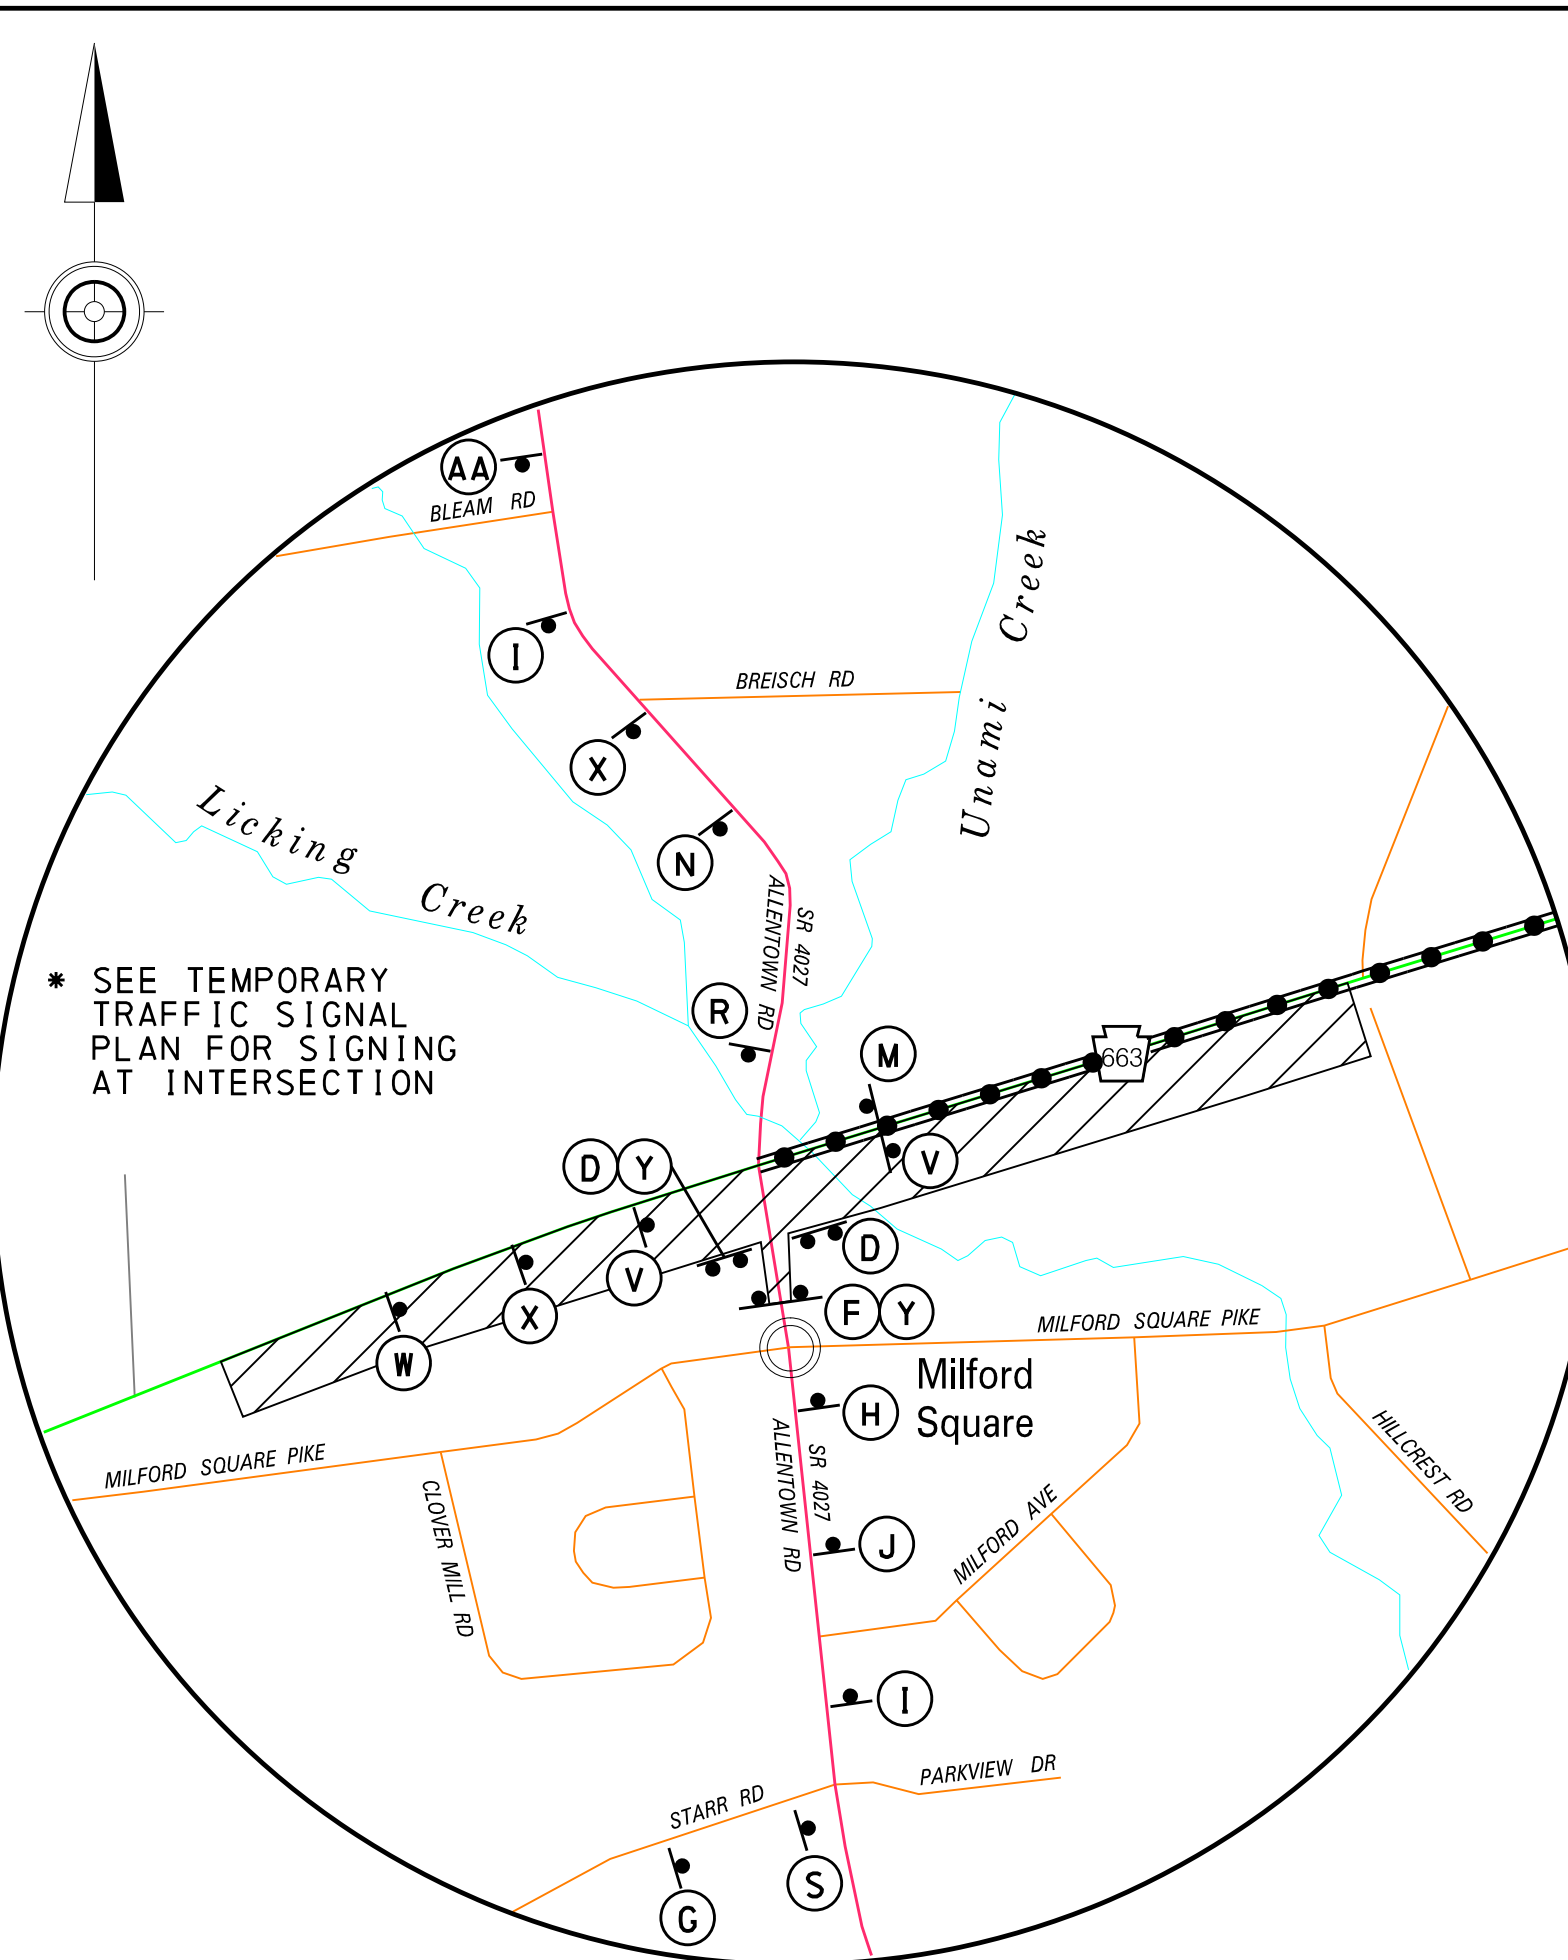 AA
BLEAM RD
Unami Creek
I
BREISCH RD
X
Licking Creek
N
ALLENTOWN RD
SR 4027
* SEE TEMPORARY
TRAFFIC SIGNAL
PLAN FOR SIGNING
AT INTERSECTION
R
M
663
D Y
V
D
V
X
F Y
W
MILFORD SQUARE PIKE
Milford
Square
H
MILFORD SQUARE PIKE
ALLENTOWN RD
SR 4027
HILLCREST RD
CLOVER MILL RD
J
MILFORD AVE
I
PARKVIEW DR
STARR RD
S
G